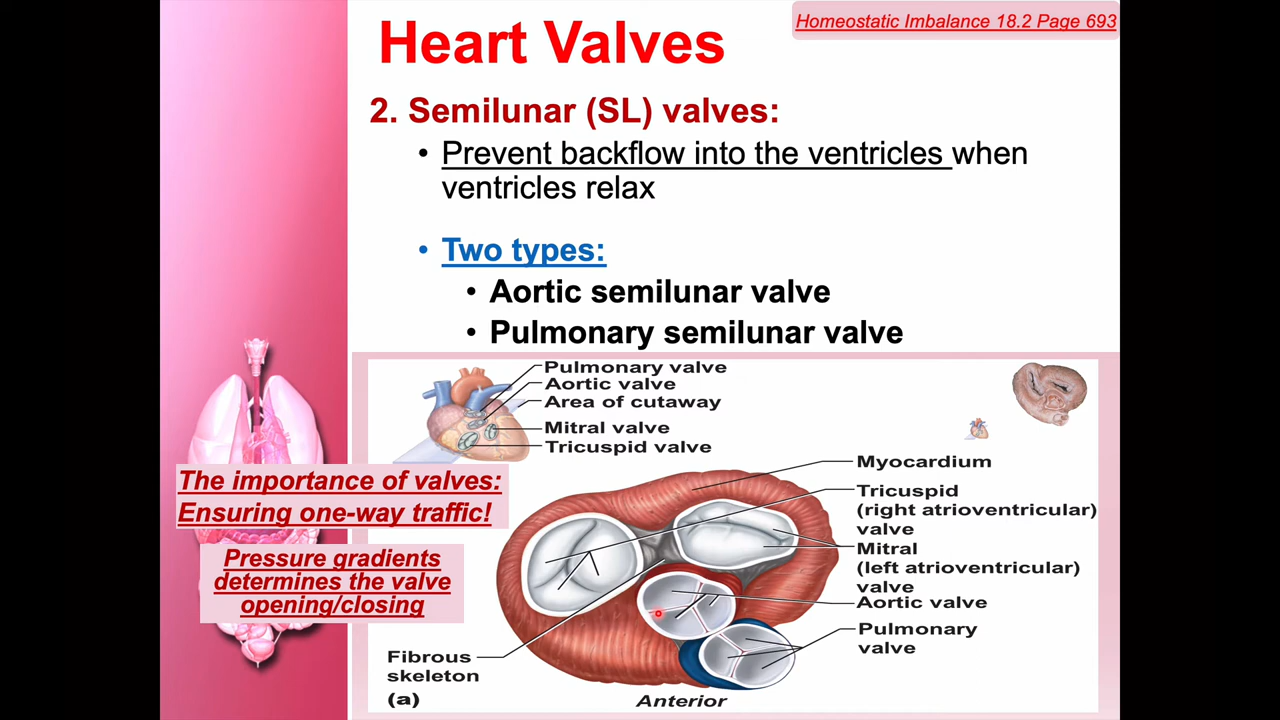 Homeostatic Imbalance 18.2 Page 693
Heart Valves
2. Semilunar (SL) valves:
• Prevent backflow into the ventricles when
ventricles relax
• Two types:
• Aortic semilunar valve
• Pulmonary semilunar valve
Pulmonary valve
Aortic valve
Area of cutaway
Mitral valve
Tricuspid valve
The importance of valves:
Ensuring one-way traffic!
Pressure gradients
determines the valve
opening/closing
Myocardium
Tricuspid
(right atrioventricular)
valve
Mitral
(left atrioventricular)
valve
Aortic valve
Pulmonary
valve
Fibrous
skeleton
(a)
Anterior